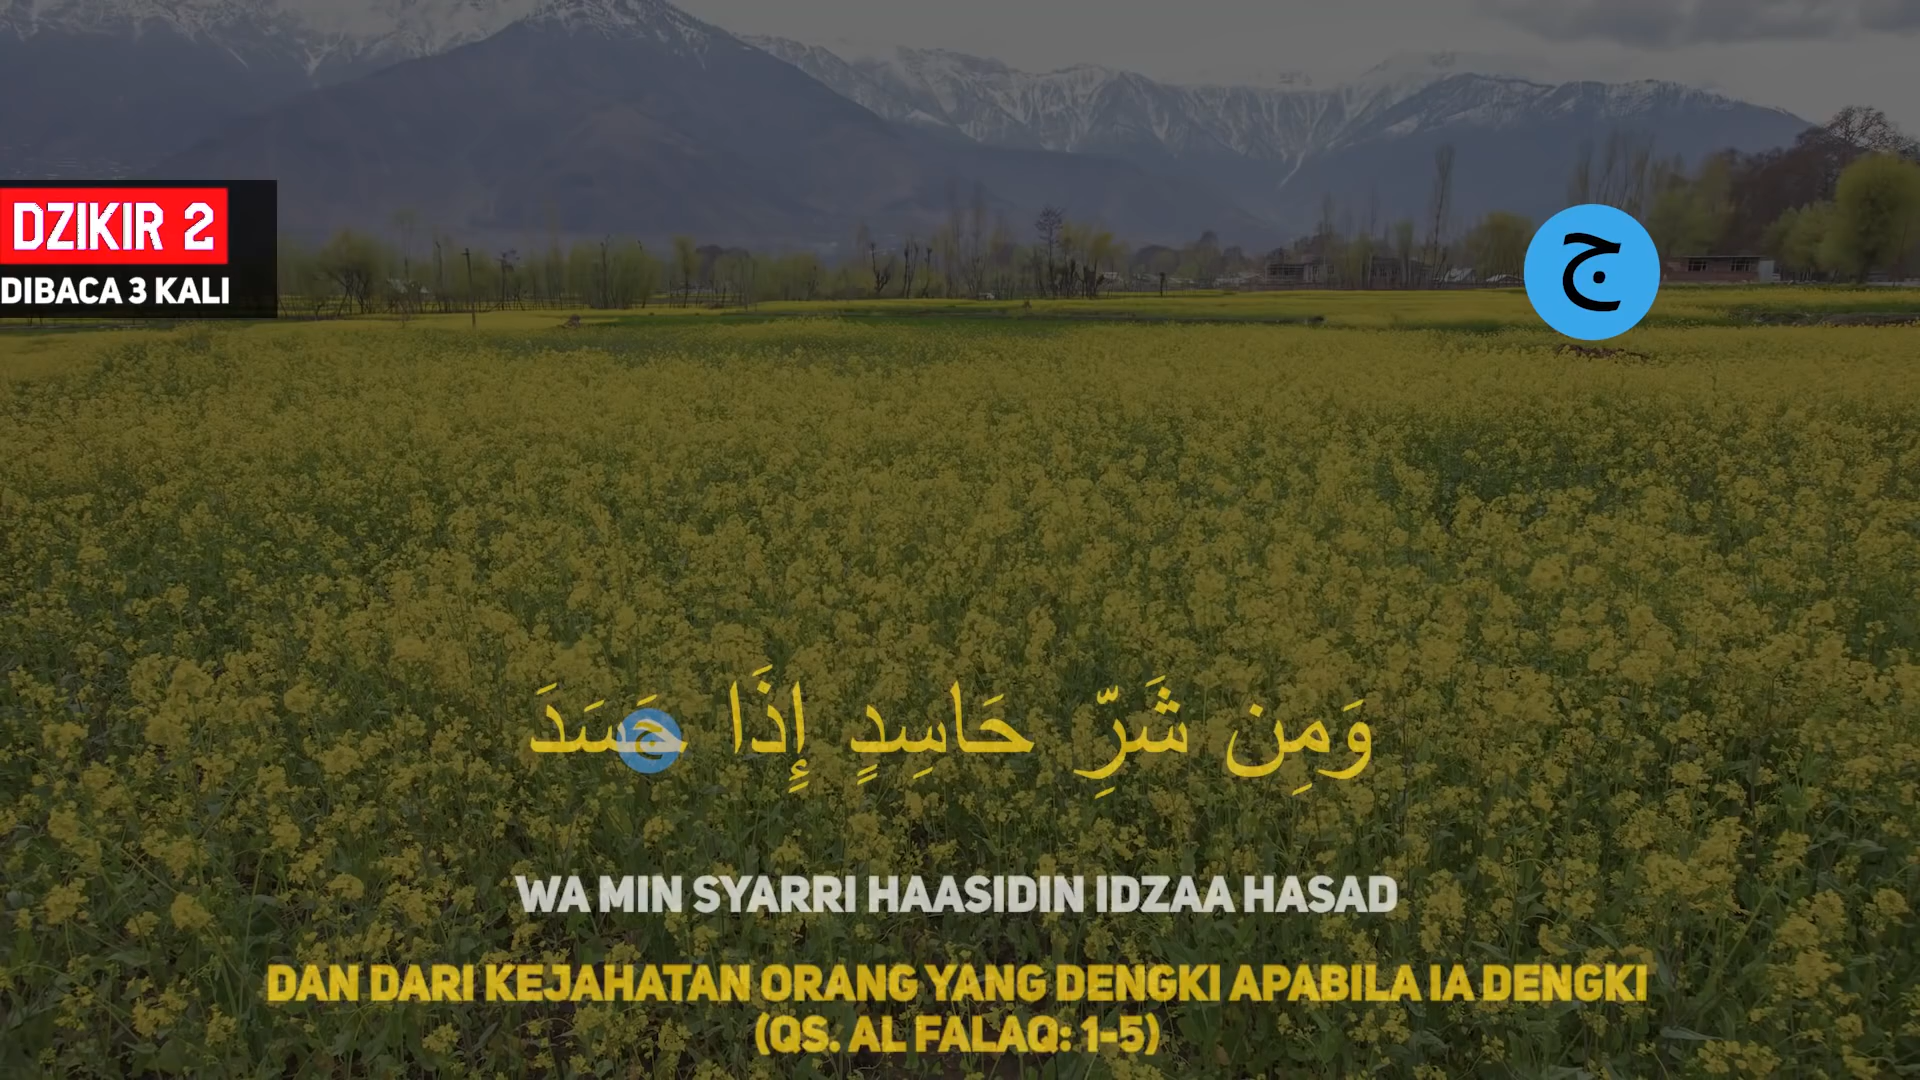 DZIKIR 2
DIBACA 3 KALI
ج
وَمِن شَرِّ حَاسِدٍ إِذَا حَسَدَ
ج
WA MIN SYARRI HAASIDIN IDZAA HASAD
DAN DARI KEJAHATAN ORANG YANG DENGKI APABILA IA DENGKI
(QS. AL FALAQ: 1-5)